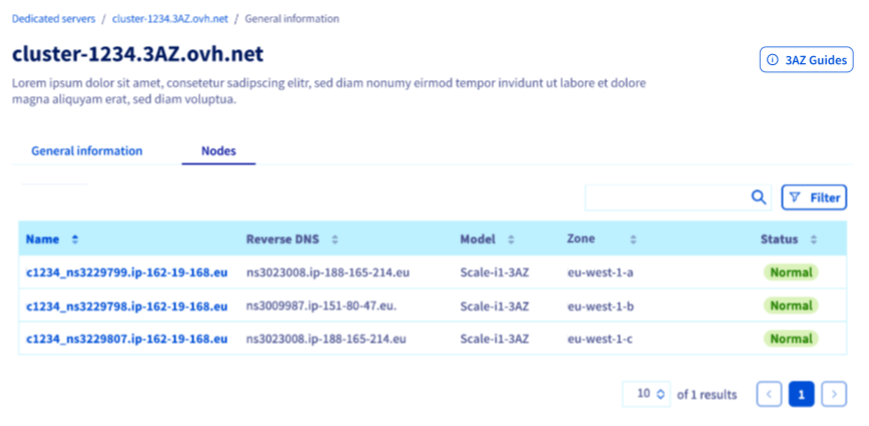 Dedicated servers / cluster-1234.3AZ.ovh.net / General information
cluster-1234.3AZ.ovh.net
3AZ Guides
Lorem ipsum dolor sit amet, consetetur sadipscing elitr, sed diam nonumy eirmod tempor invidunt ut labore et dolore
magna aliquyam erat, sed diam voluptua.
General information Nodes
Filter
Name Reverse DNS Model Zone Status
c1234_ns3229799.ip-162-19-168.eu ns3023008.ip-188-165-214.eu Scale-i1-3AZ eu-west-1-a Normal
c1234_ns3229798.ip-162-19-168.eu ns3009987.ip-151-80-47.eu. Scale-i1-3AZ eu-west-1-b Normal
c1234_ns3229807.ip-162-19-168.eu ns3023008.ip-188-165-214.eu Scale-i1-3AZ eu-west-1-c Normal
10 of 1 results < 1 >